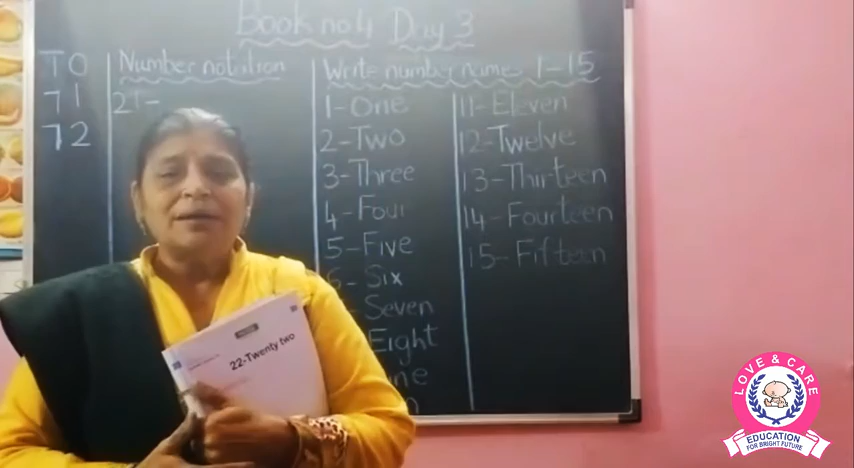 Book no 4 Day 3
T O
71
72
Number notation
21-
Write number names 1-15
1-One
2-Two
3-Three
4-Four
5-Five
6-Six
Seven
Eight
ne
11-Eleven
12-Twelve
13-Thirteen
14-Fourteen
15-Fifteen
22-Twenty two
LOVE & CARE
EDUCATION
FOR BRIGHT FUTURE